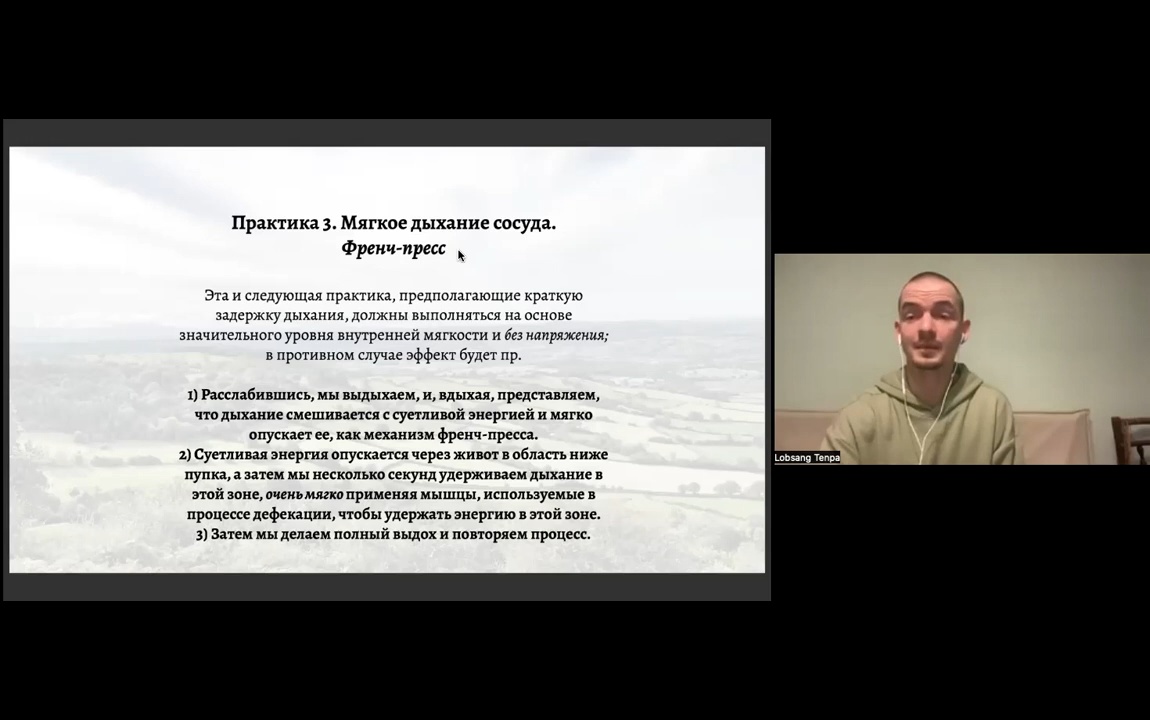 Практика 3. Мягкое дыхание сосуда.
Френч-пресс
Эта и следующая практика, предполагающие краткую
задержку дыхания, должны выполняться на основе
значительного уровня внутренней мягкости и без напряжения;
в противном случае эффект будет пр.
1) Расслабившись, мы выдыхаем, и, вдыхая, представляем,
что дыхание смешивается с суетливой энергией и мягко
опускает ее, как механизм френч-пресса.
2) Суетливая энергия опускается через живот в область ниже
пупка, а затем мы несколько секунд удерживаем дыхание в
этой зоне, очень мягко применяя мышцы, используемые в
процессе дефекации, чтобы удержать энергию в этой зоне.
3) Затем мы делаем полный выдох и повторяем процесс.
Lobsang Tenpa